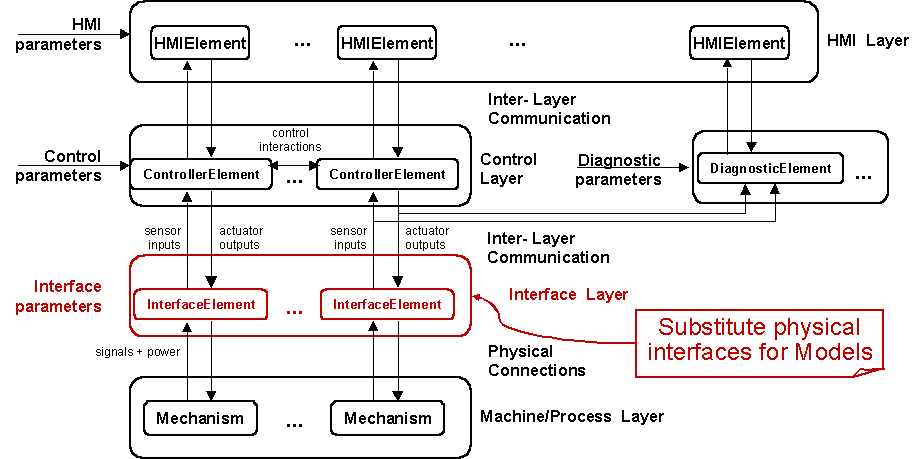 HMI
parameters
HMIElement
...
HMIElement
...
HMIElement
HMI Layer
Inter- Layer
Communication
control
interactions
Control
parameters
ControllerElement
...
ControllerElement
Control
Layer
Diagnostic
parameters
DiagnosticElement
...
sensor
inputs
actuator
outputs
sensor
inputs
actuator
outputs
Inter- Layer
Communication
Interface
parameters
InterfaceElement
...
InterfaceElement
Interface Layer
Substitute physical
interfaces for Models
signals + power
Physical
Connections
Mechanism
...
Mechanism
Machine/Process Layer